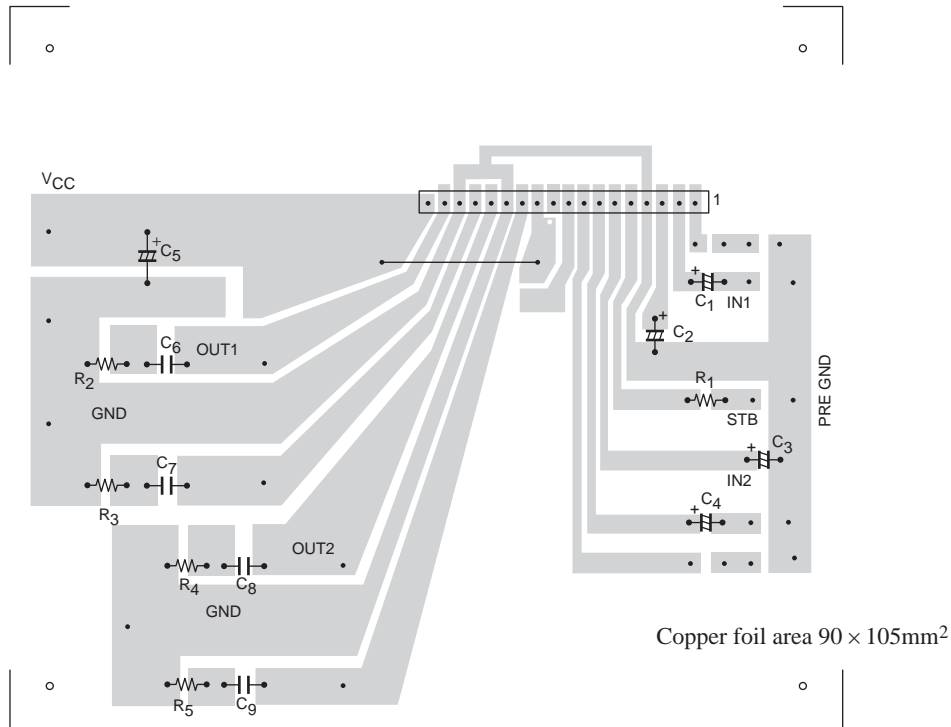 VCC
1
+
C5
+
C1
IN1
+
C2
C6
OUT1
R2
R1
STB
GND
PRE GND
C7
+
C3
IN2
R3
+
C4
OUT2
R4
C8
GND
Copper foil area 90 × 105mm2
R5
C9